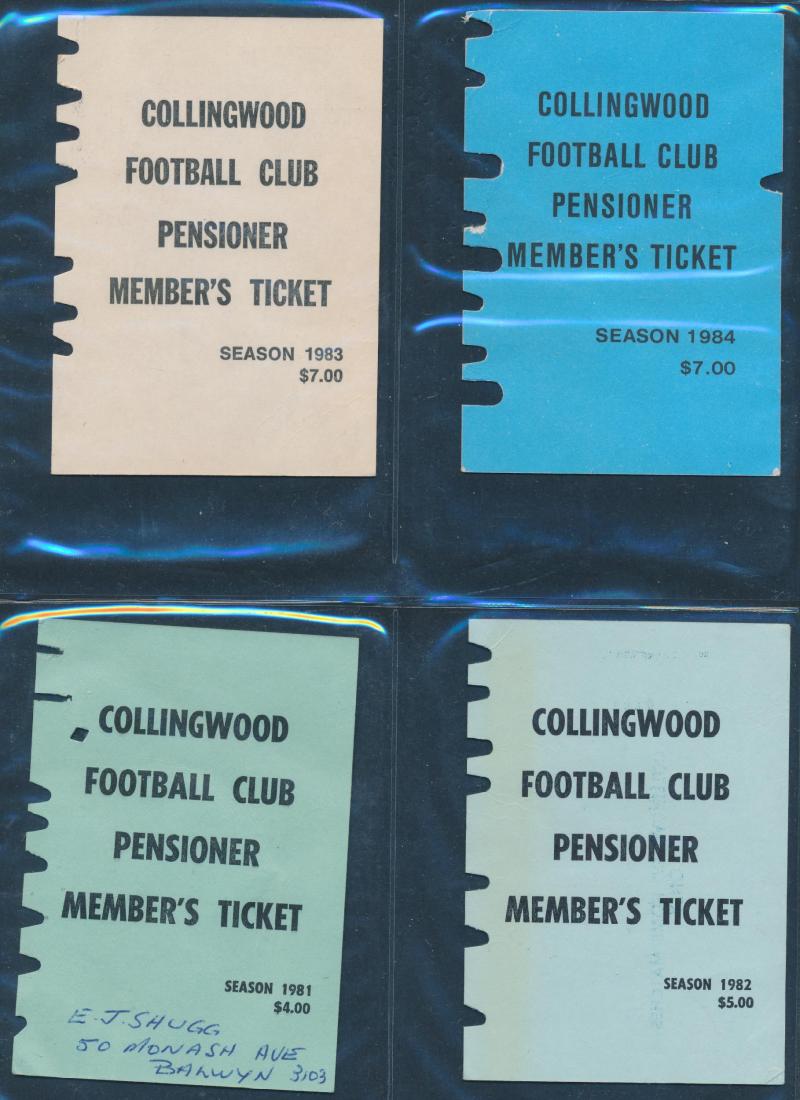 COLLINGWOOD
FOOTBALL CLUB
PENSIONER
MEMBER'S TICKET
SEASON 1983
$7.00
COLLINGWOOD
FOOTBALL CLUB
PENSIONER
MEMBER'S TICKET
SEASON 1984
$7.00
COLLINGWOOD
FOOTBALL CLUB
PENSIONER
MEMBER'S TICKET
SEASON 1981
$4.00
E.J. SHUGG
50 MONASH AVE
BALWYN 3103
COLLINGWOOD
FOOTBALL CLUB
PENSIONER
MEMBER'S TICKET
SEASON 1982
$5.00